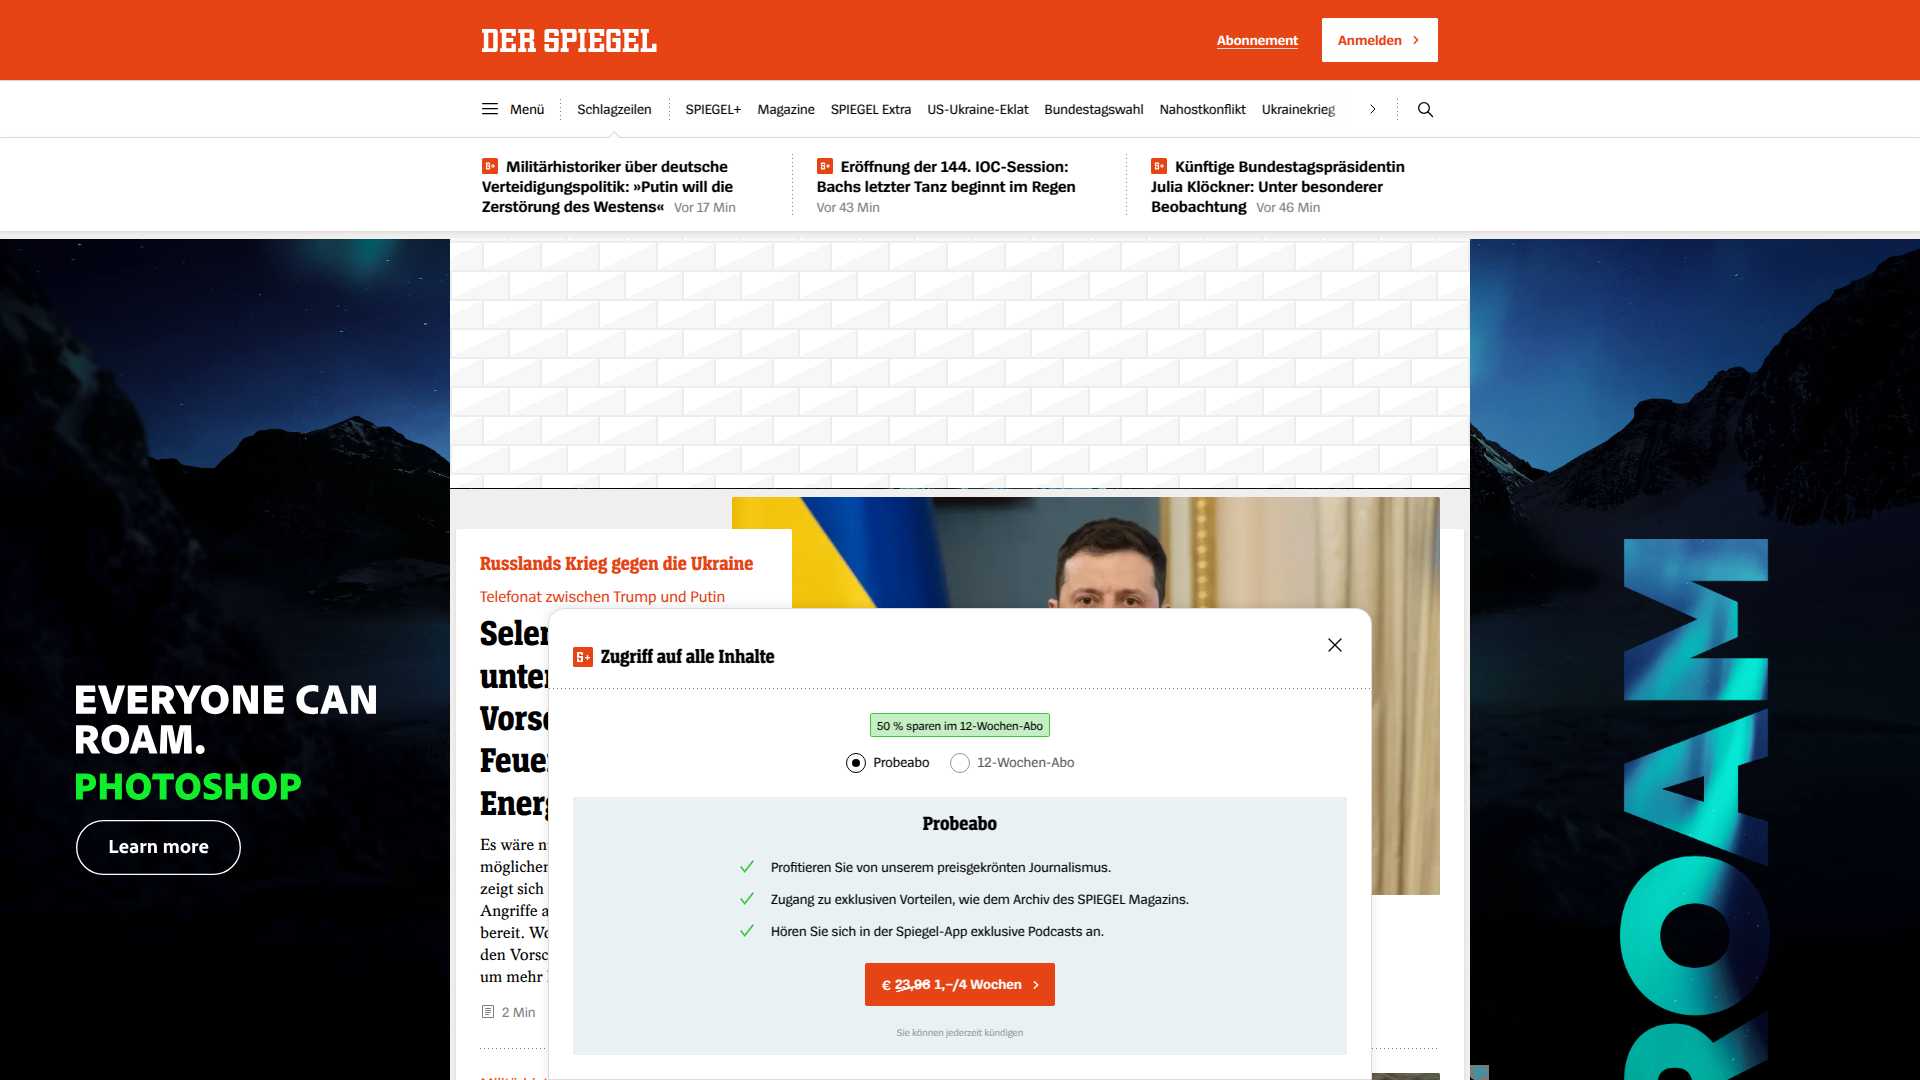 DER SPIEGEL
Abonnement
Anmelden
Menü
Schlagzeilen
SPIEGEL+
Magazine
SPIEGEL Extra
US-Ukraine-Eklat
Bundestagswahl
Nahostkonflikt
Ukrainekrieg
Militärhistoriker über deutsche
Verteidigungspolitik: »Putin will die
Zerstörung des Westens« Vor 17 Min
Eröffnung der 144. IOC-Session:
Bachs letzter Tanz beginnt im Regen
Vor 43 Min
Künftige Bundestagspräsidentin
Julia Klöckner: Unter besonderer
Beobachtung Vor 46 Min
EVERYONE CAN
ROAM.
PHOTOSHOP
Learn more
Russlands Krieg gegen die Ukraine
Telefonat zwischen Trump und Putin
Selen
unter
Vors
Feue
Energ
Es wäre n
möglicher
zeigt sich
Angriffe a
bereit. Wo
den Vorsc
um mehr
2 Min
Zugriff auf alle Inhalte
50 % sparen im 12-Wochen-Abo
Probeabo
12-Wochen-Abo
Probeabo
Profitieren Sie von unserem preisgekrönten Journalismus.
Zugang zu exklusiven Vorteilen, wie dem Archiv des SPIEGEL Magazins.
Hören Sie sich in der Spiegel-App exklusive Podcasts an.
€ 23,96 1,–/4 Wochen
Sie können jederzeit kündigen
ROAM